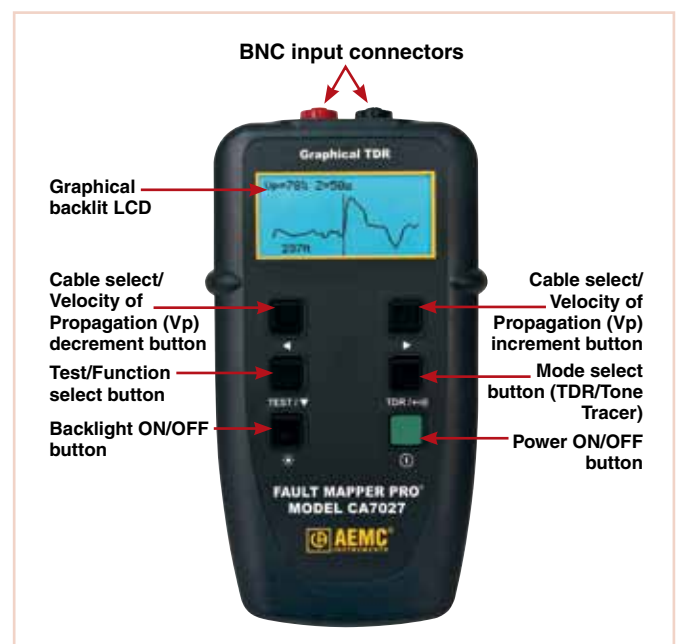 BNC input connectors
Graphical TDR
Graphical
backlit LCD
Vp=78% Z=50Ω
237ft
Cable select/
Velocity of
Propagation (Vp)
decrement button
Cable select/
Velocity of
Propagation (Vp)
increment button
Test/Function
select button
Mode select
button (TDR/Tone
Tracer)
TEST / ▼
TDR /
Backlight ON/OFF
button
Power ON/OFF
button
FAULT MAPPER PRO®
MODEL CA7027
AEMC®
INSTRUMENTS